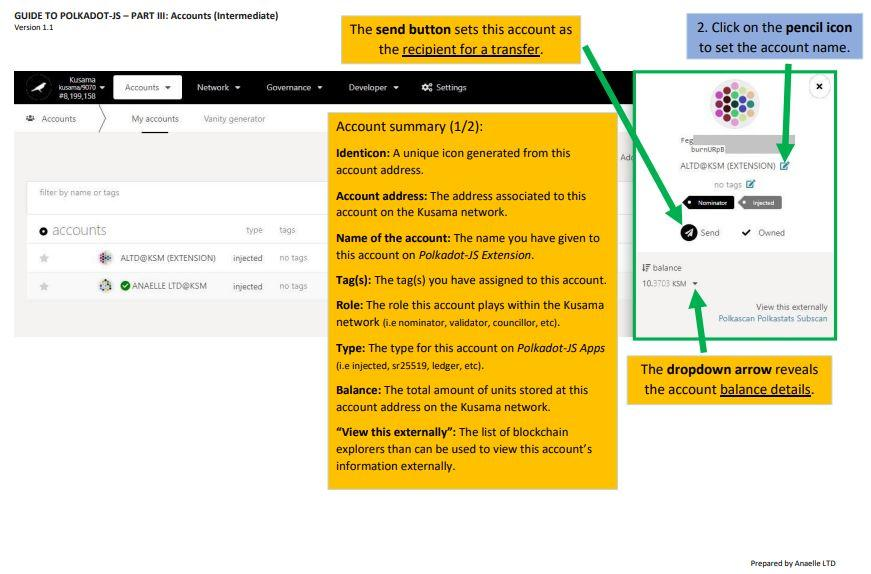 GUIDE TO POLKADOT-JS – PART III: Accounts (Intermediate)
Version 1.1
The send button sets this account as
the recipient for a transfer.
2. Click on the pencil icon
to set the account name.
Kusama
kusama/9070
#8,199,158
Accounts
Network
Governance
Developer
Settings
Accounts
My accounts
Vanity generator
filter by name or tags
accounts
type
tags
ALTD@KSM (EXTENSION)
injected
no tags
ANAELLE LTD@KSM
injected
no tags
Account summary (1/2):
Identicon: A unique icon generated from this
account address.
Account address: The address associated to this
account on the Kusama network.
Name of the account: The name you have given to
this account on Polkadot-JS Extension.
Tag(s): The tag(s) you have assigned to this account.
Role: The role this account plays within the Kusama
network (i.e nominator, validator, councillor, etc).
Type: The type for this account on Polkadot-JS Apps
(i.e injected, sr25519, ledger, etc).
Balance: The total amount of units stored at this
account address on the Kusama network.
“View this externally”: The list of blockchain
explorers than can be used to view this account’s
information externally.
Feg
burnURpB
ALTD@KSM (EXTENSION)
no tags
Nominator
Injected
Send
Owned
balance
10.3703 KSM
View this externally
Polkascan Polkastats Subscan
The dropdown arrow reveals
the account balance details.
Prepared by Anaelle LTD